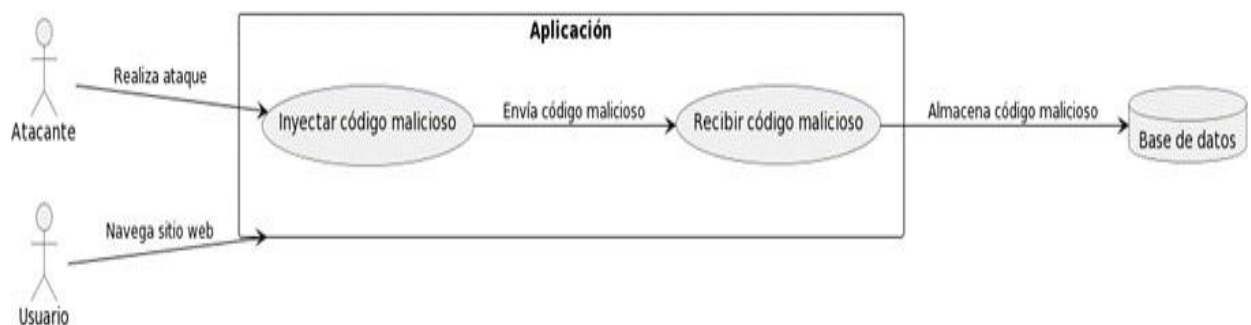 Aplicación
Realiza ataque
Atacante
Inyectar código malicioso
Envía código malicioso
Recibir código malicioso
Almacena código malicioso
Base de datos
Navega sitio web
Usuario